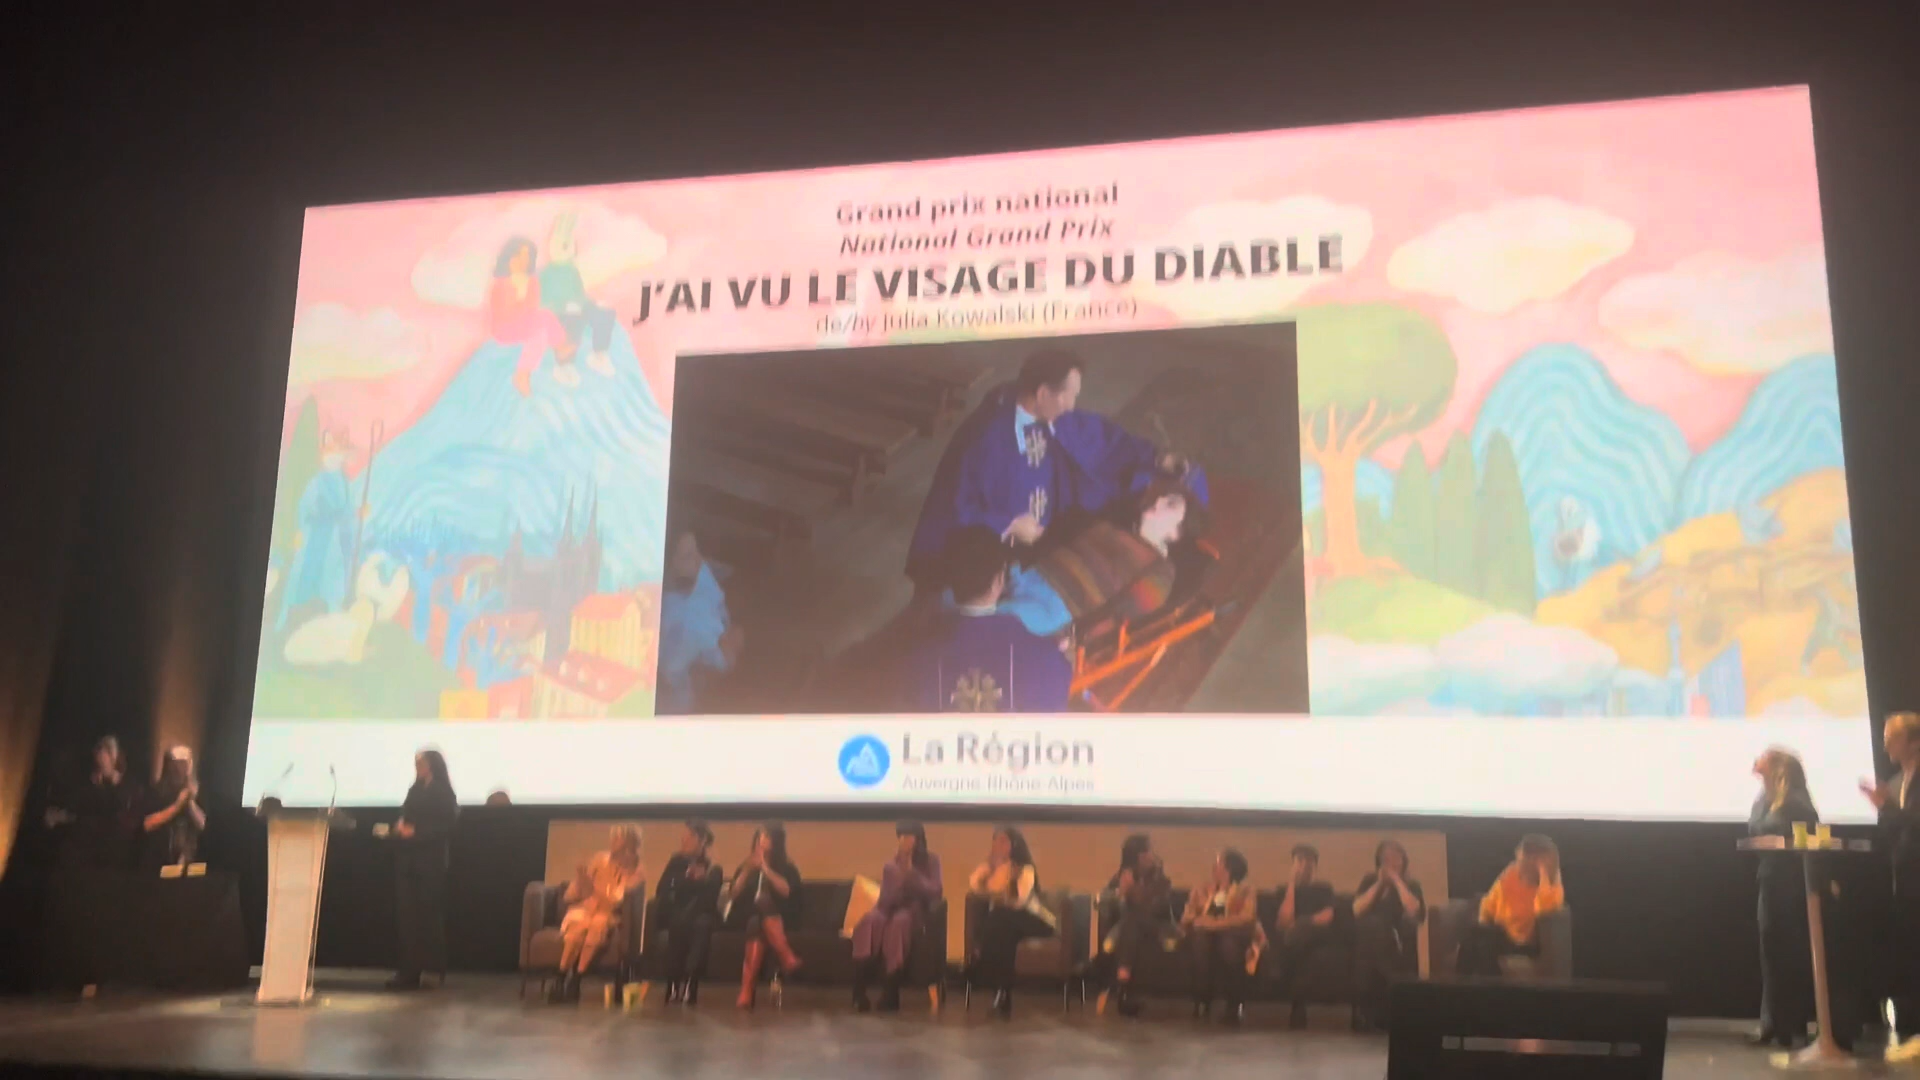 Grand prix national
National Grand Prix
J'AI VU LE VISAGE DU DIABLE
de/by Julia Kowalski (France)
La Région
Auvergne-Rhône-Alpes